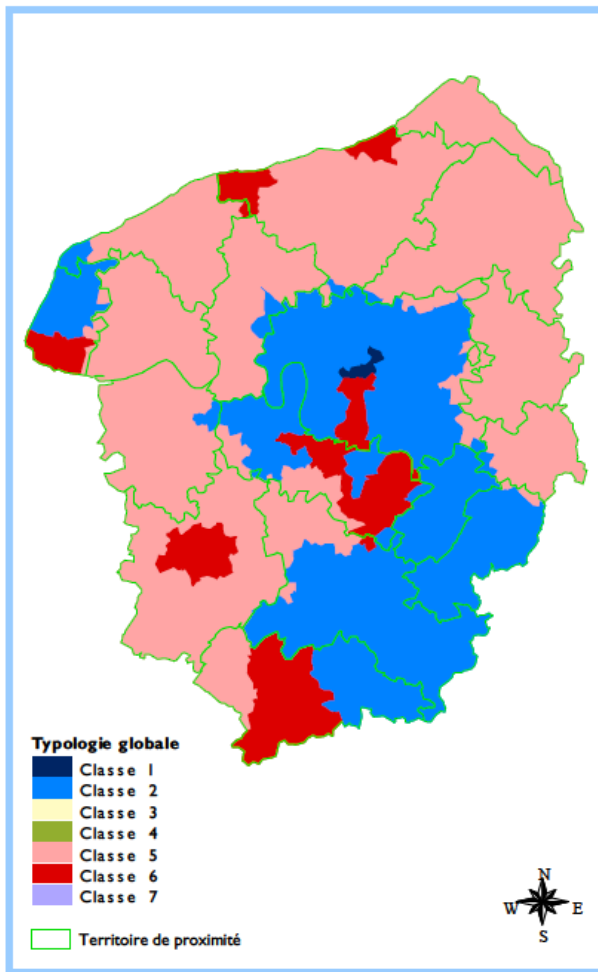 Typologie globale
Classe 1
Classe 2
Classe 3
Classe 4
Classe 5
Classe 6
Classe 7
Territoire de proximité
N
W E
S